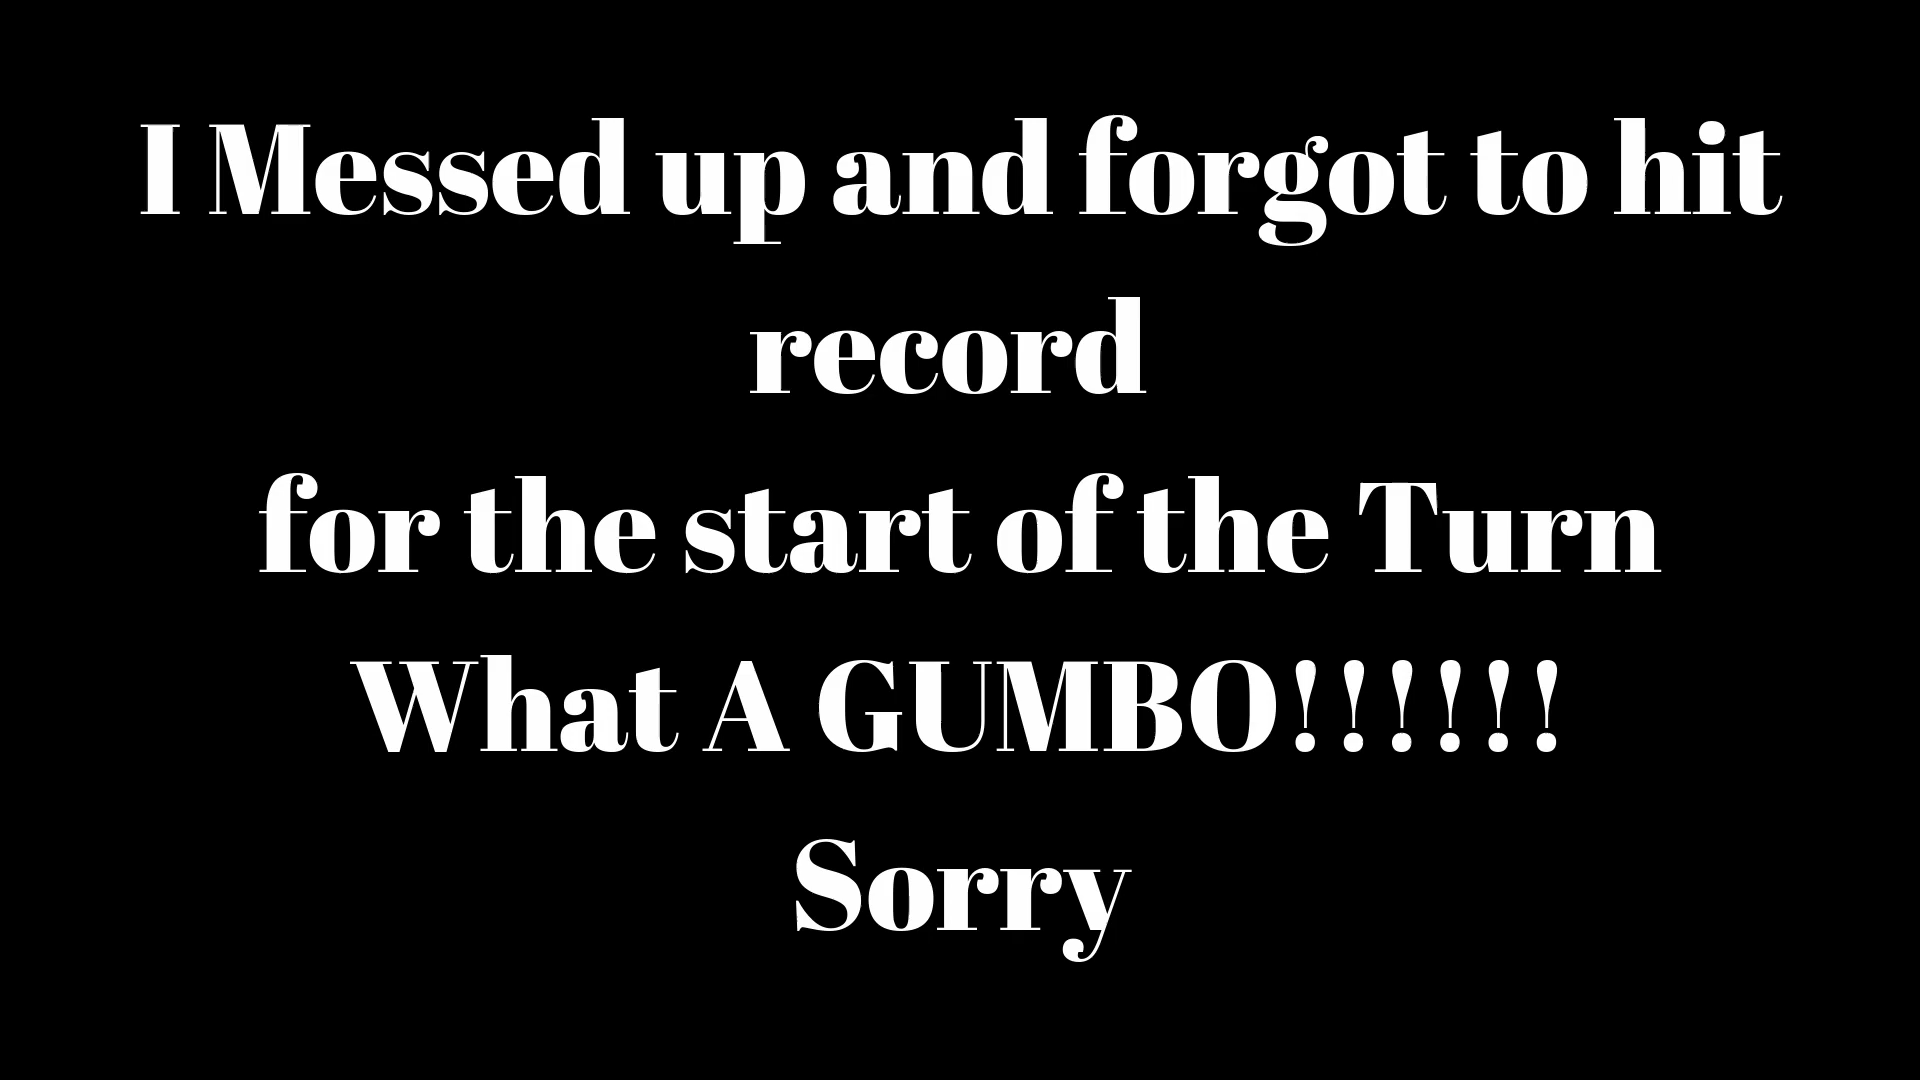 I Messed up and forgot to hit
record
for the start of the Turn
What A GUMBO!!!!!!
Sorry